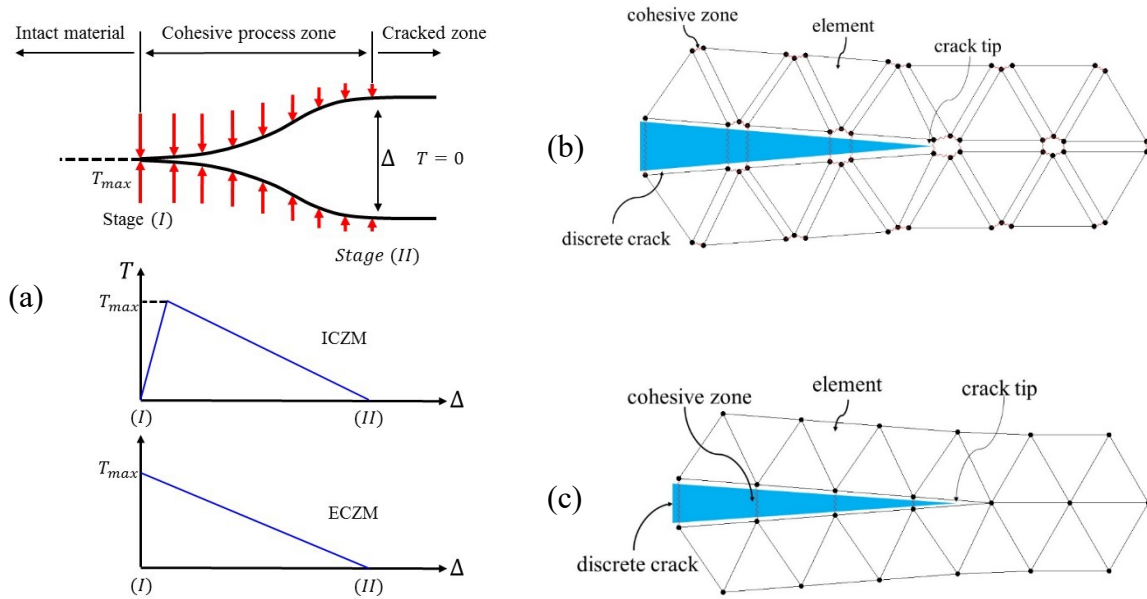 Intact material
Cohesive process zone
Cracked zone
Δ
T = 0
T_max
Stage (I)
Stage (II)
(a)
T
T_max
ICZM
(I)
(II)
Δ
T_max
ECZM
(I)
(II)
Δ
cohesive zone
element
crack tip
(b)
discrete crack
element
cohesive zone
crack tip
(c)
discrete crack